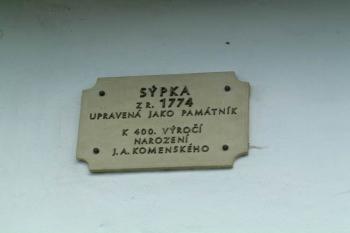 SÝPKA
Z R. 1774
UPRAVENÁ JAKO PAMÁTNÍK
K 400. VÝROČÍ
NAROZENÍ
J.A.KOMENSKÉHO